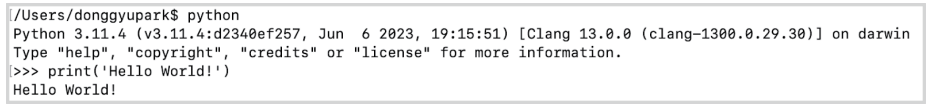 [/Users/donggyupark$ python
Python 3.11.4 (v3.11.4:d2340ef257, Jun  6 2023, 19:15:51) [Clang 13.0.0 (clang-1300.0.29.30)] on darwin
Type "help", "copyright", "credits" or "license" for more information.
[>>> print('Hello World!')
Hello World!